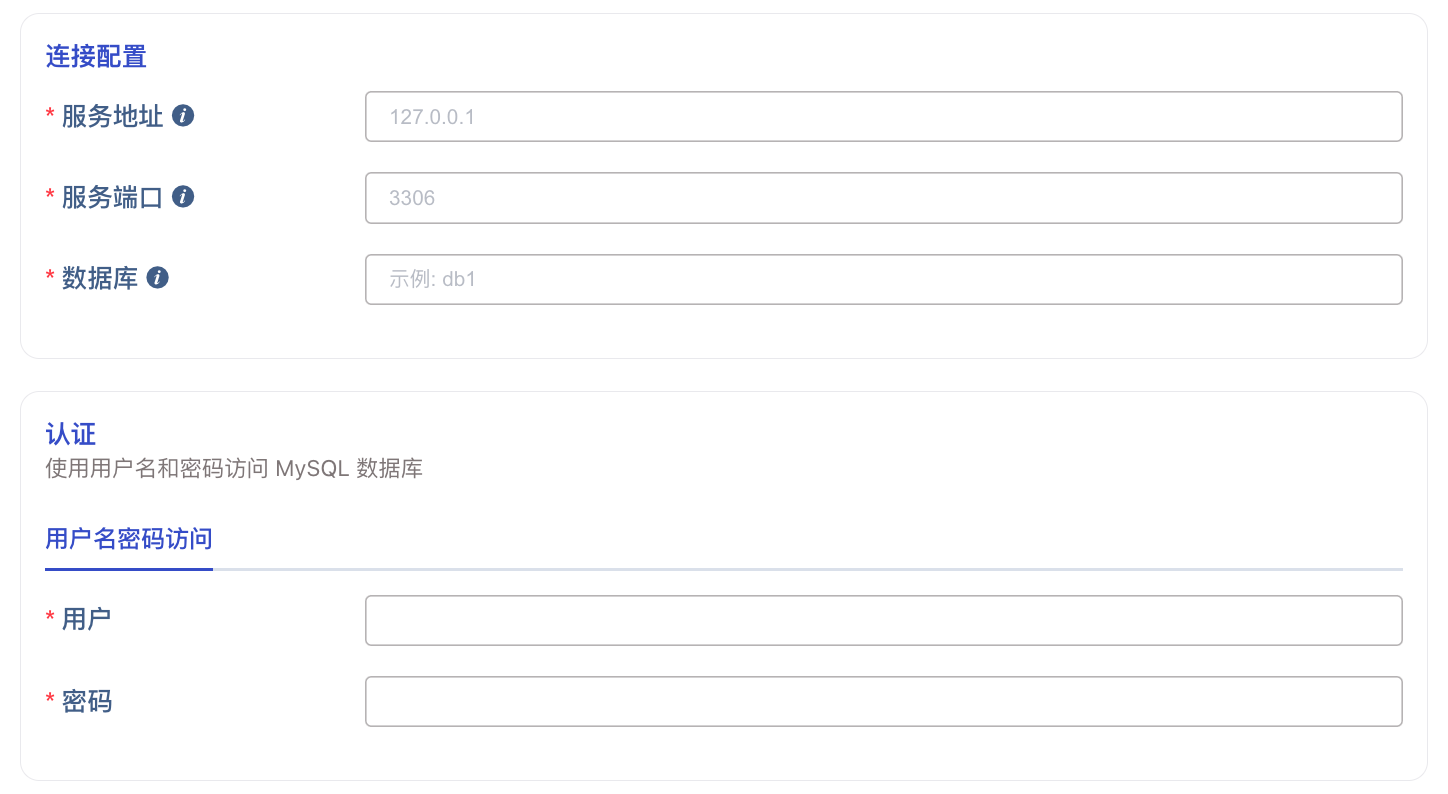 连接配置
* 服务地址 i
127.0.0.1
* 服务端口 i
3306
* 数据库 i
示例: db1
认证
使用用户名和密码访问 MySQL 数据库
用户名密码访问
* 用户
* 密码